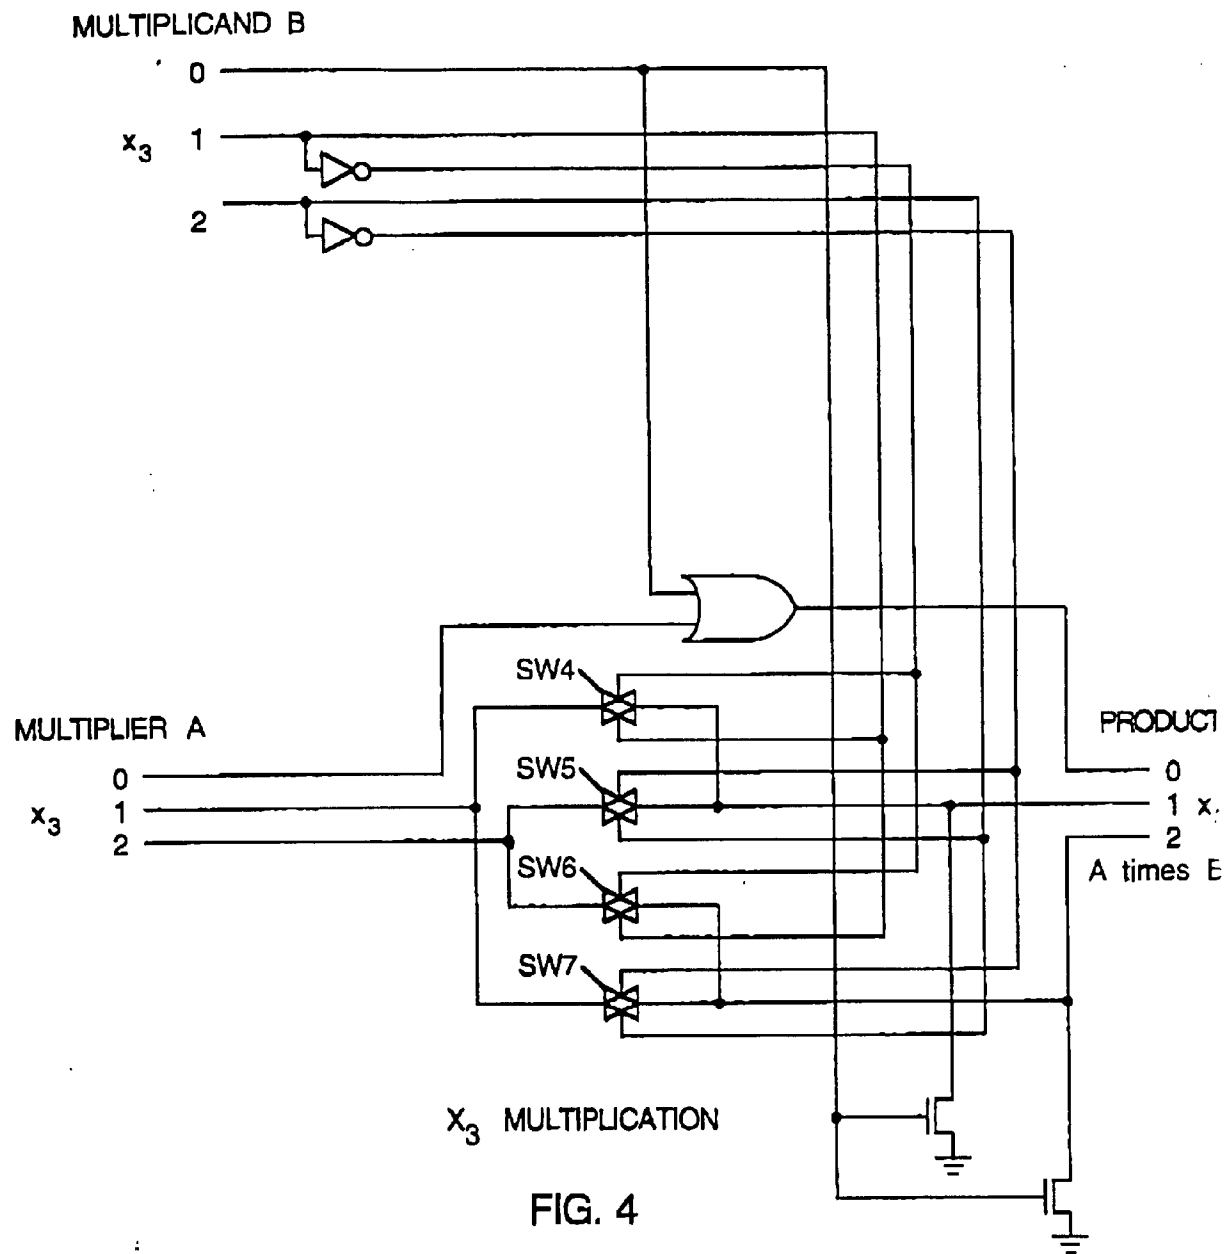 MULTIPLICAND B
0
x3 1
2
SW4
MULTIPLIER A
PRODUCT
0
SW5
0
x3 1
1 x
2
2
SW6
A times
SW7
X3 MULTIPLICATION
FIG. 4